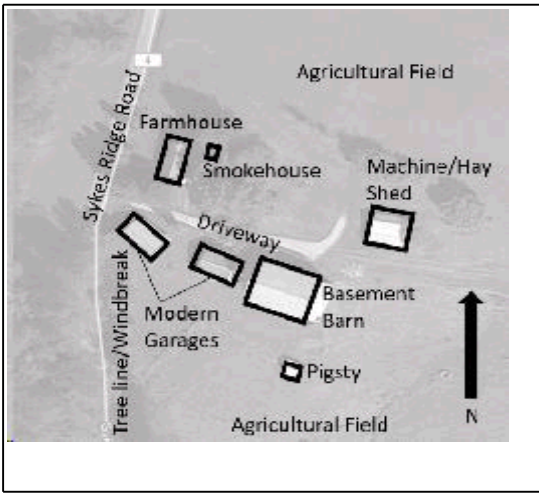 4
Agricultural Field
Sykes Ridge Road
Farmhouse
Smokehouse
Machine/Hay
Shed
Driveway
Tree line/Windbreak
Modern
Garages
Basement
Barn
Pigsty
N
Agricultural Field